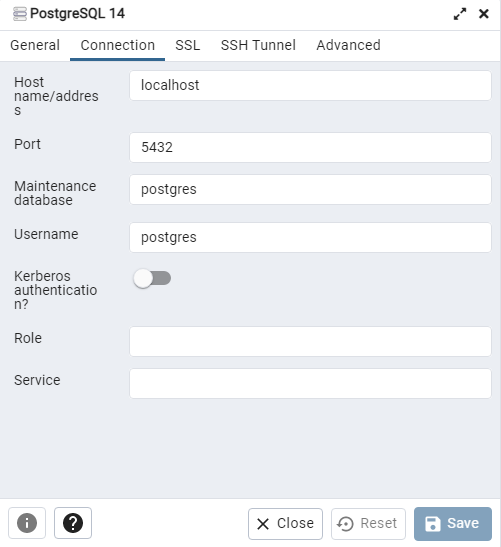 PostgreSQL 14
General Connection SSL SSH Tunnel Advanced
Host
name/addres
s
localhost
Port
5432
Maintenance
database
postgres
Username
postgres
Kerberos
authenticatio
n?
Role
Service
Close Reset Save